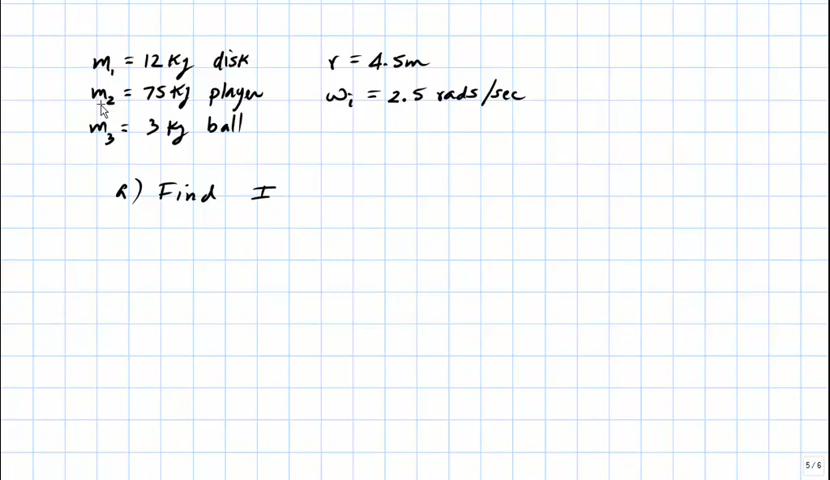 m₁ = 12 Kg disk r = 4.5m
m₂ = 75 Kg player ωᵢ = 2.5 rads/sec
m₃ = 3 Kg ball
a) Find I
5 / 6